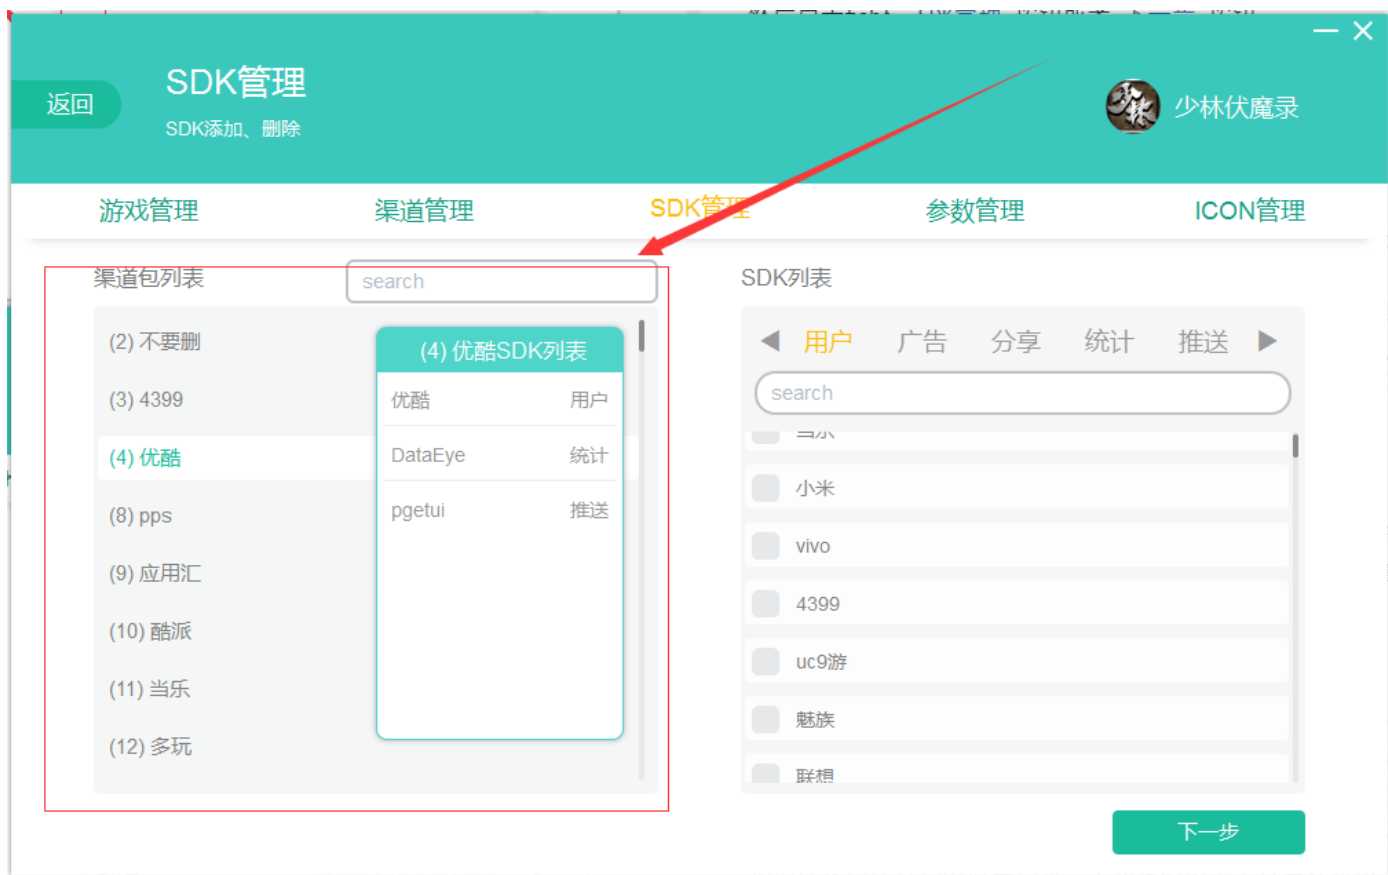 返回
SDK管理
SDK添加、删除
少林伏魔录
游戏管理
渠道管理
SDK管理
参数管理
ICON管理
渠道包列表
search
(2) 不要删
(3) 4399
(4) 优酷
(8) pps
(9) 应用汇
(10) 酷派
(11) 当乐
(12) 多玩
(4) 优酷SDK列表
优酷 用户
DataEye 统计
pgetui 推送
SDK列表
用户 广告 分享 统计 推送
search
小米
vivo
4399
uc9游
魅族
联想
下一步